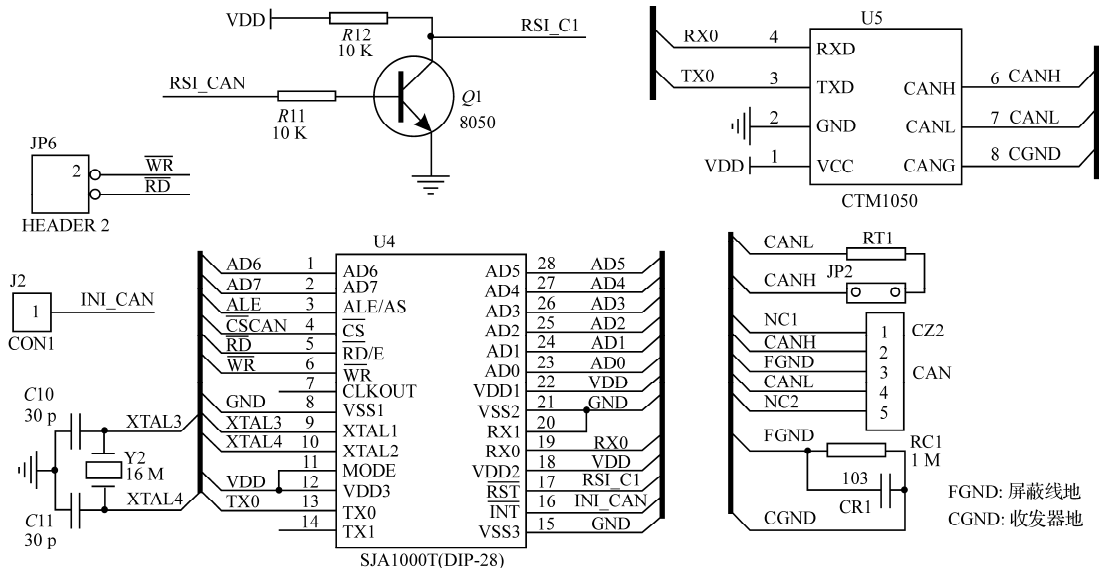 VDD
R12
10 K
RSI_C1
RSI_CAN
R11
10 K
Q1
8050
JP6
2
WR
RD
HEADER 2
J2
1
INI_CAN
CON1
C10
30 p
XTAL3
Y2
16 M
XTAL4
C11
30 p
U5
RX0 4 RXD
TX0 3 TXD CANH 6 CANH
2 GND CANL 7 CANL
VDD 1 VCC CANG 8 CGND
CTM1050
U4
AD6 1 AD6 AD5 28 AD5
AD7 2 AD7 AD4 27 AD4
ALE 3 ALE/AS AD3 26 AD3
CSCAN 4 CS AD2 25 AD2
RD 5 RD/E AD1 24 AD1
WR 6 WR AD0 23 AD0
7 CLKOUT VDD1 22 VDD
GND 8 VSS1 VSS2 21 GND
XTAL3 9 XTAL1 RX1 20
XTAL4 10 XTAL2 RX0 19 RX0
11 MODE VDD2 18 VDD
VDD 12 VDD3 RST 17 RSI_C1
TX0 13 TX0 INT 16 INI_CAN
14 TX1 VSS3 15 GND
SJA1000T(DIP-28)
CANL RT1
CANH JP2
NC1 1 CZ2
CANH 2
FGND 3 CAN
CANL 4
NC2 5
FGND RC1
1 M
103
CR1
CGND
FGND: 屏蔽线地
CGND: 收发器地